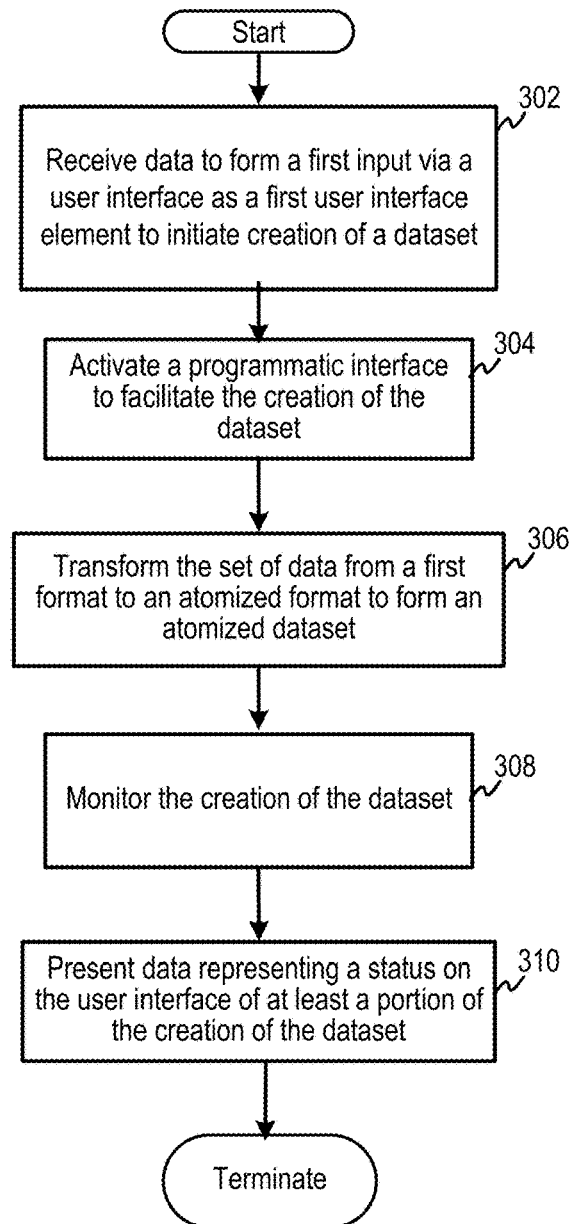 Start
302
Receive data to form a first input via a
user interface as a first user interface
element to initiate creation of a dataset
304
Activate a programmatic interface
to facilitate the creation of the
dataset
306
Transform the set of data from a first
format to an atomized format to form an
atomized dataset
308
Monitor the creation of the dataset
310
Present data representing a status on
the user interface of at least a portion of
the creation of the dataset
Terminate